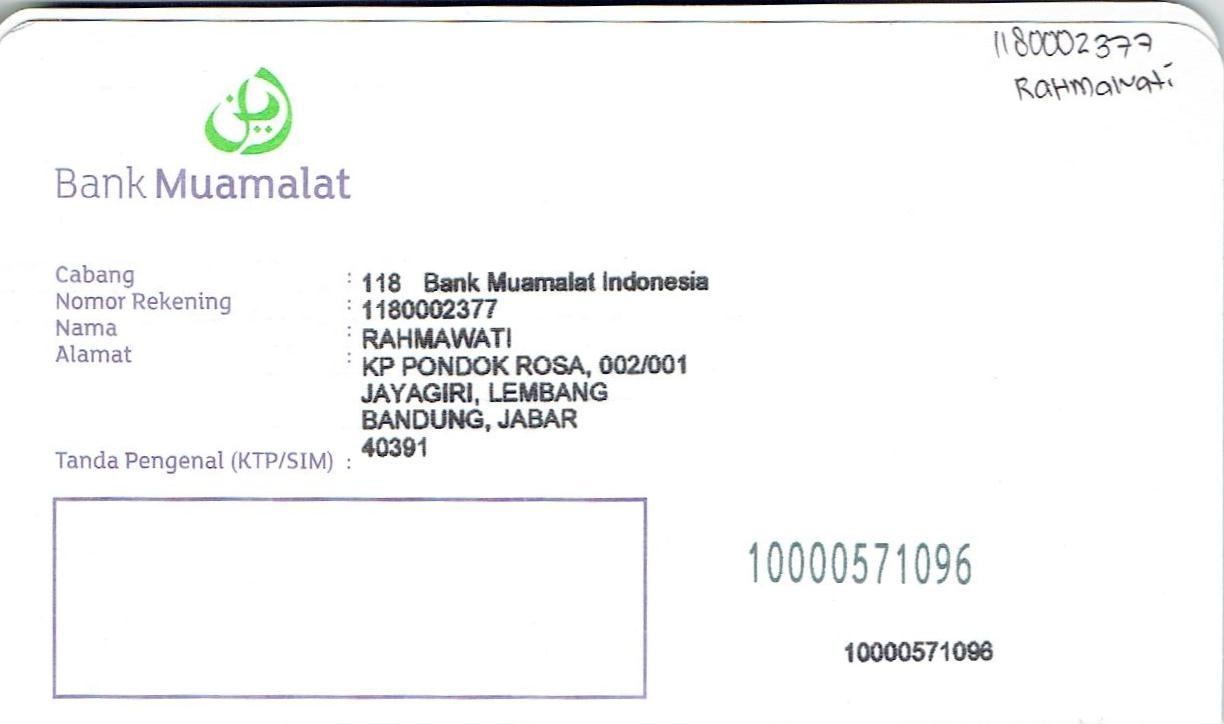 1180002377
Rahmawati
Bank Muamalat
Cabang : 118 Bank Muamalat Indonesia
Nomor Rekening : 1180002377
Nama : RAHMAWATI
Alamat : KP PONDOK ROSA, 002/001
JAYAGIRI, LEMBANG
BANDUNG, JABAR
40391
Tanda Pengenal (KTP/SIM) :
10000571096
10000571096